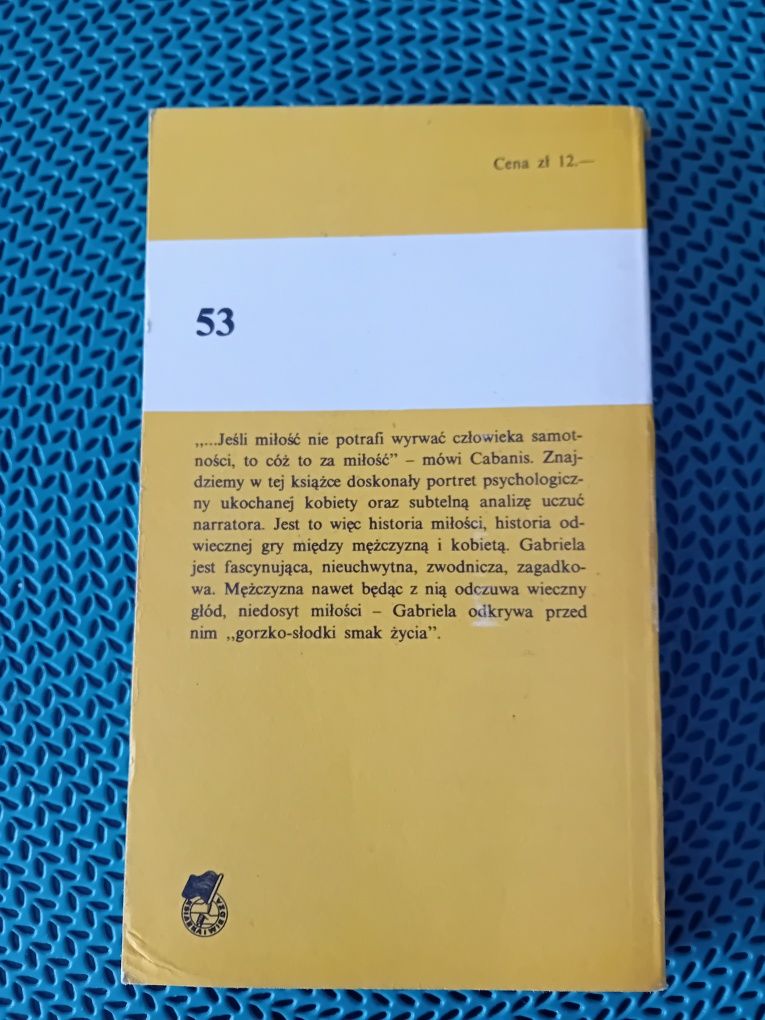 Cena zł 12.—
53
„...Jeśli miłość nie potrafi wyrwać człowieka samot-
ności, to cóż to za miłość” – mówi Cabanis. Znaj-
dziemy w tej książce doskonały portret psychologicz-
ny ukochanej kobiety oraz subtelną analizę uczuć
narratora. Jest to więc historia miłości, historia od-
wiecznej gry między mężczyzną i kobietą. Gabriela
jest fascynująca, nieuchwytna, zwodnicza, zagadko-
wa. Mężczyzna nawet będąc z nią odczuwa wieczny
głód, niedosyt miłości – Gabriela odkrywa przed
nim „gorzko-słodki smak życia”.
KSIĄŻKA I WIEDZA